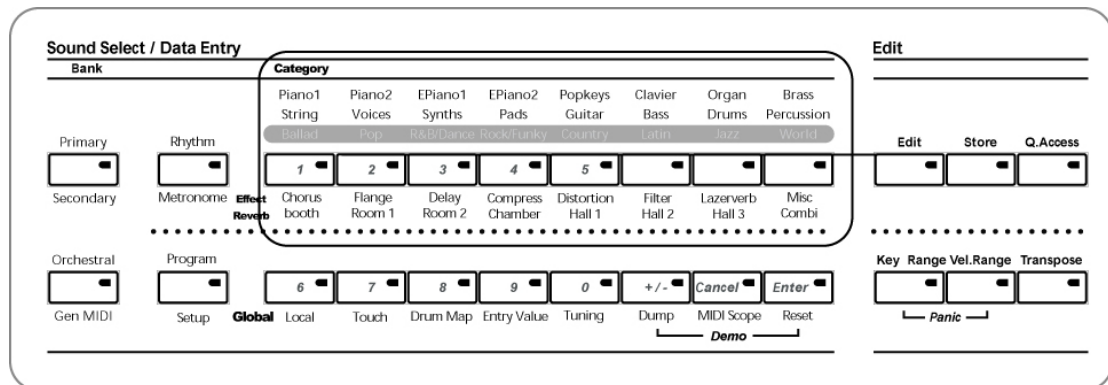 Sound Select / Data Entry Edit
Bank Category
Piano1 Piano2 EPiano1 EPiano2 Popkeys Clavier Organ Brass
String Voices Synths Pads Guitar Bass Drums Percussion
Ballad Pop R&B/Dance Rock/Funky Country Latin Jazz World
Primary Rhythm Edit Store Q.Access
1 2 3 4 5
Secondary Metronome Effect Chorus Flange Delay Compress Distortion Filter Lazerverb Misc
Reverb booth Room 1 Room 2 Chamber Hall 1 Hall 2 Hall 3 Combi
Orchestral Program Key Range Vel.Range Transpose
6 7 8 9 0 +/- Cancel Enter
Gen MIDI Setup Global Local Touch Drum Map Entry Value Tuning Dump MIDI Scope Reset Panic
Demo